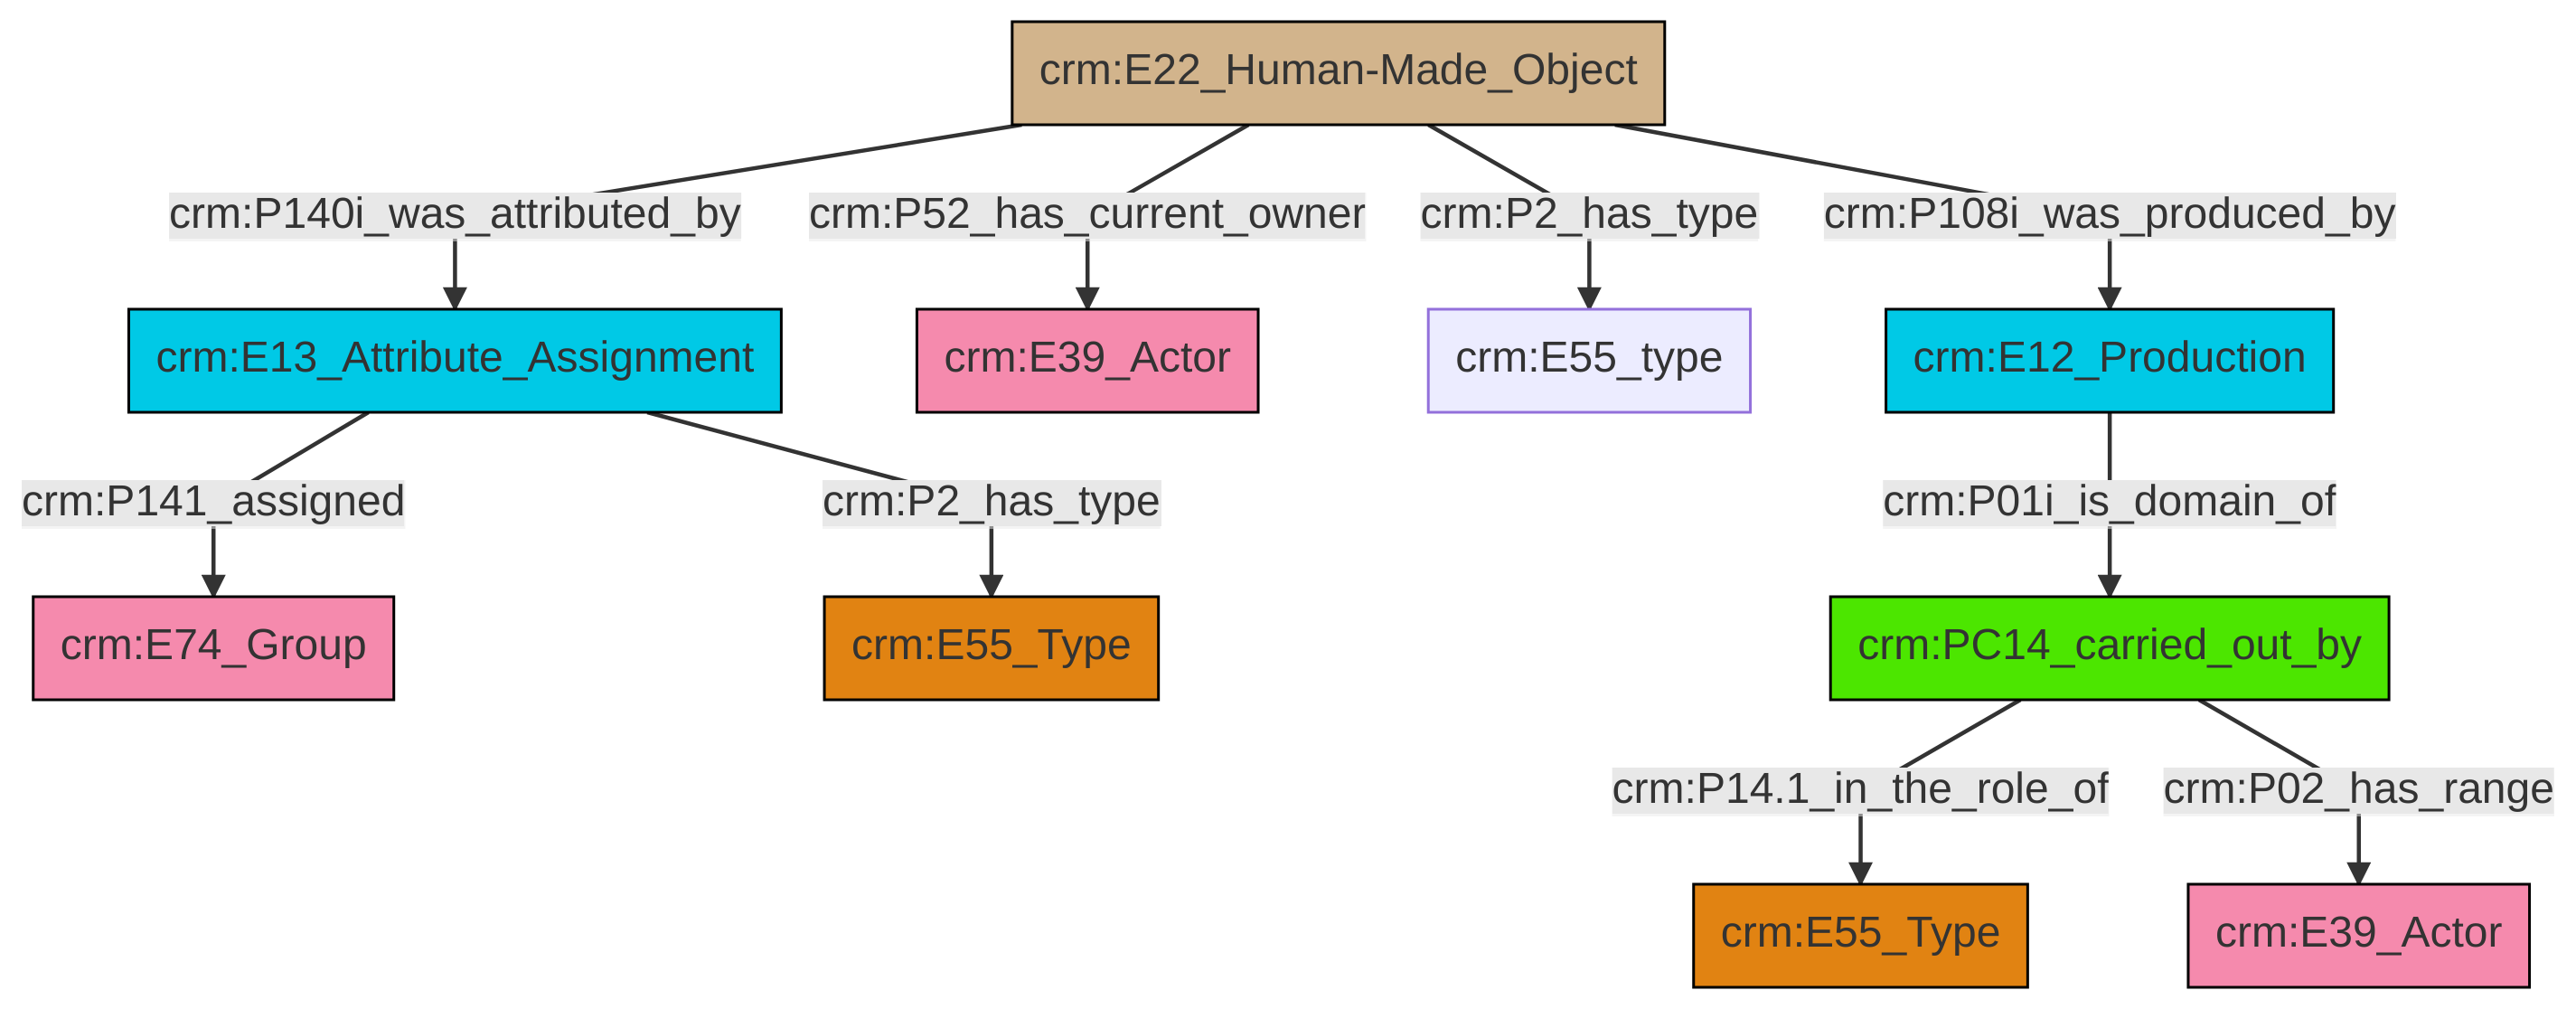 crm:E22_Human-Made_Object
crm:P140i_was_attributed_by
crm:P52_has_current_owner
crm:P2_has_type
crm:P108i_was_produced_by
crm:E13_Attribute_Assignment
crm:E39_Actor
crm:E55_type
crm:E12_Production
crm:P141_assigned
crm:P2_has_type
crm:P01i_is_domain_of
crm:E74_Group
crm:E55_Type
crm:PC14_carried_out_by
crm:P14.1_in_the_role_of
crm:P02_has_range
crm:E55_Type
crm:E39_Actor